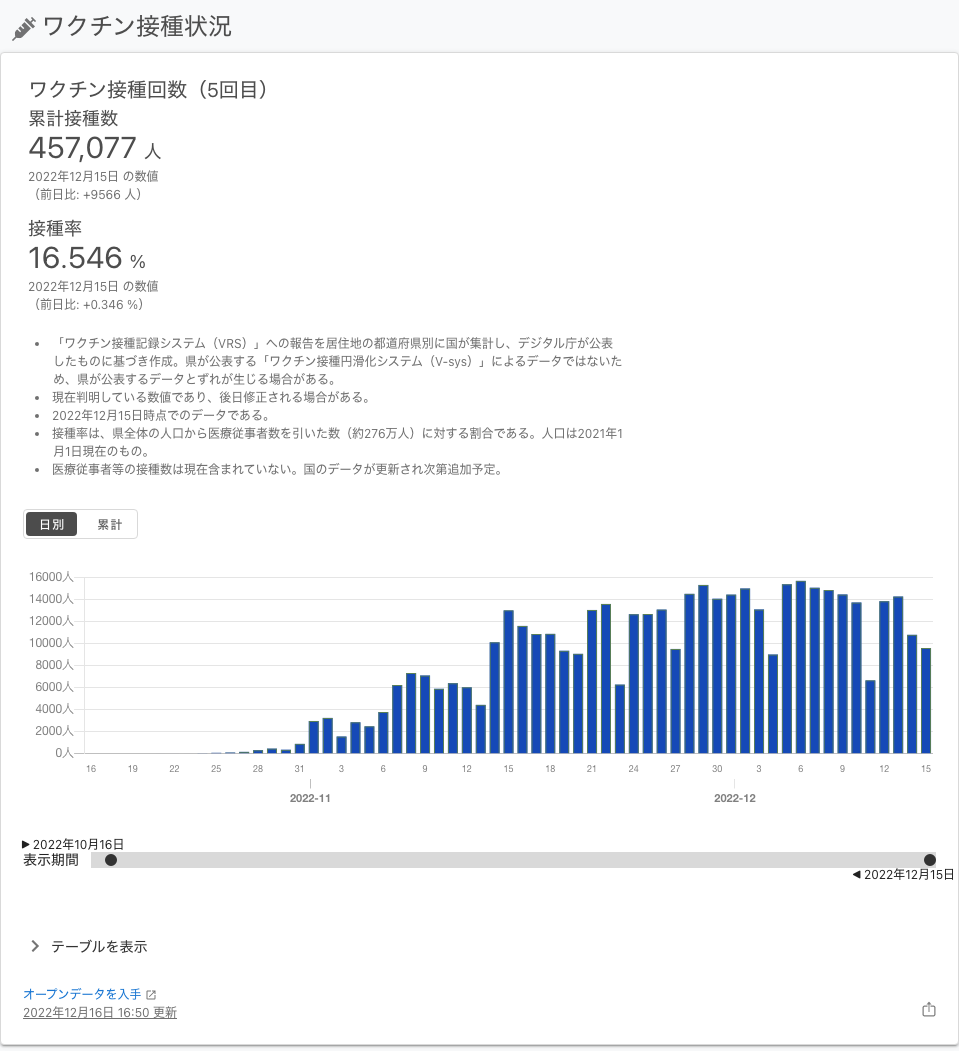 ワクチン接種状況
ワクチン接種回数（5回目）
累計接種数
457,077 人
2022年12月15日 の数値
（前日比: +9566 人）
接種率
16.546 %
2022年12月15日 の数値
（前日比: +0.346 %）
• 「ワクチン接種記録システム（VRS）」への報告を居住地の都道府県別に国が集計し、デジタル庁が公表
したものに基づき作成。県が公表する「ワクチン接種円滑化システム（V-sys）」によるデータではないた
め、県が公表するデータとずれが生じる場合がある。
• 現在判明している数値であり、後日修正される場合がある。
• 2022年12月15日時点でのデータである。
• 接種率は、県全体の人口から医療従事者数を引いた数（約276万人）に対する割合である。人口は2021年1
月1日現在のもの。
• 医療従事者等の接種数は現在含まれていない。国のデータが更新され次第追加予定。
日別 累計
16000人
14000人
12000人
10000人
8000人
6000人
4000人
2000人
0人
16 19 22 25 28 31 3 6 9 12 15 18 21 24 27 30 3 6 9 12 15
2022-11 2022-12
▶ 2022年10月16日
表示期間
◀ 2022年12月15日
テーブルを表示
オープンデータを入手
2022年12月16日 16:50 更新